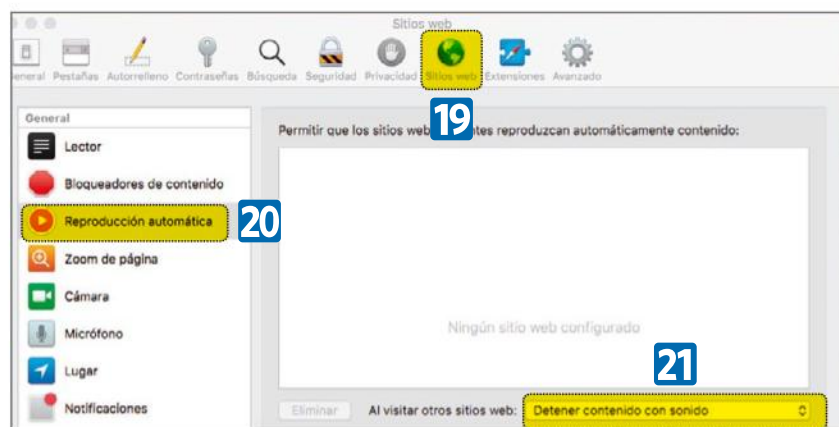 Sitios web
General Pestañas Autorrelleno Contraseñas Búsqueda Seguridad Privacidad Sitios web Extensiones Avanzado
19
General
Permitir que los sitios web reproduzcan automáticamente contenido:
Lector
Bloqueadores de contenido
Reproducción automática
20
Zoom de página
Cámara
Micrófono
Ningún sitio web configurado
Lugar
21
Notificaciones
Eliminar Al visitar otros sitios web: Detener contenido con sonido